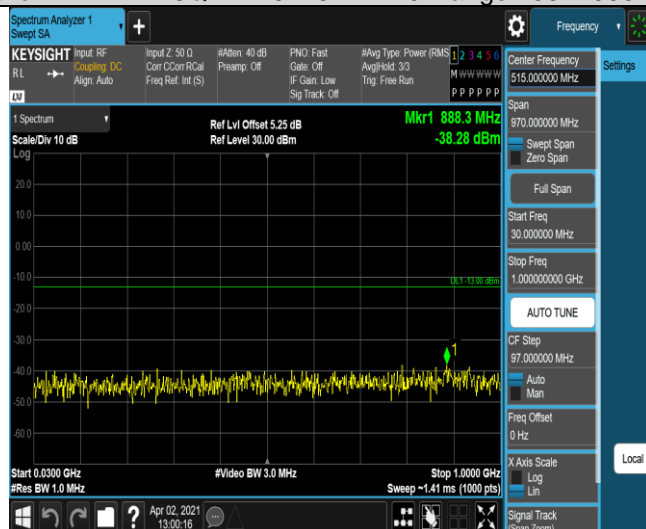 Spectrum Analyzer 1
Swept SA
Frequency
KEYSIGHT
RL
LXI
Input: RF
Coupling: DC
Align: Auto
Input Z: 50 Ω
Corr CCorr RCal
Freq Ref: Int (S)
#Atten: 40 dB
Preamp: Off
PNO: Fast
Gate: Off
IF Gain: Low
Sig Track: Off
#Avg Type: Power (RMS
Avg|Hold: 3/3
Trig: Free Run
1 2 3 4 5 6
M W W W W W
P P P P P P
1 Spectrum
Scale/Div 10 dB
Log
Ref Lvl Offset 5.25 dB
Ref Level 30.00 dBm
Mkr1 888.3 MHz
-38.28 dBm
20.0
10.0
0.00
-10.0
DL1 -13.00 dBm
-20.0
-30.0
1
-40.0
-50.0
-60.0
Start 0.0300 GHz
#Res BW 1.0 MHz
#Video BW 3.0 MHz
Stop 1.0000 GHz
Sweep ~1.41 ms (1000 pts)
Apr 02, 2021
13:00:16
Center Frequency
515.000000 MHz
Span
970.000000 MHz
Swept Span
Zero Span
Full Span
Start Freq
30.000000 MHz
Stop Freq
1.000000000 GHz
AUTO TUNE
CF Step
97.000000 MHz
Auto
Man
Freq Offset
0 Hz
X Axis Scale
Log
Lin
Signal Track
(Span Zoom)
Settings
Local